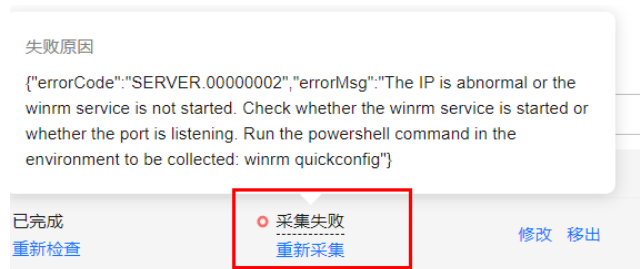 失败原因
{"errorCode":"SERVER.00000002","errorMsg":"The IP is abnormal or the
winrm service is not started. Check whether the winrm service is started or
whether the port is listening. Run the powershell command in the
environment to be collected: winrm quickconfig"}
已完成 采集失败
重新检查 重新采集 修改 移出